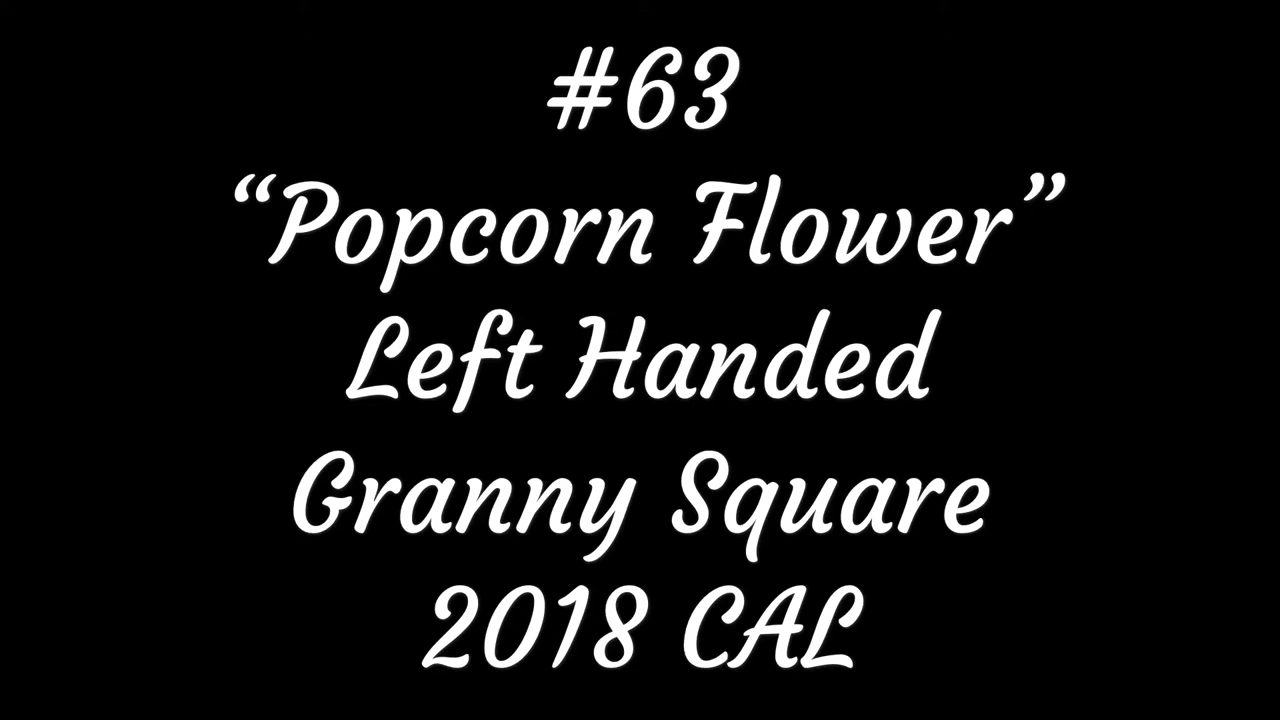 #63
“Popcorn Flower”
Left Handed
Granny Square
2018 CAL